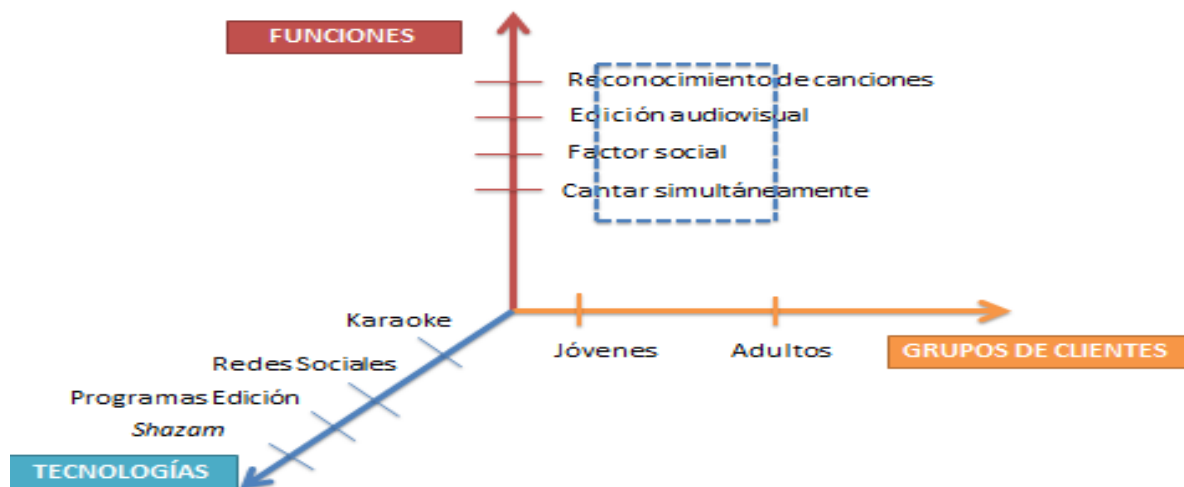 FUNCIONES
Reconocimiento de canciones
Edición audiovisual
Factor social
Cantar simultáneamente
Karaoke
Jóvenes
Adultos
GRUPOS DE CLIENTES
Redes Sociales
Programas Edición
Shazam
TECNOLOGÍAS